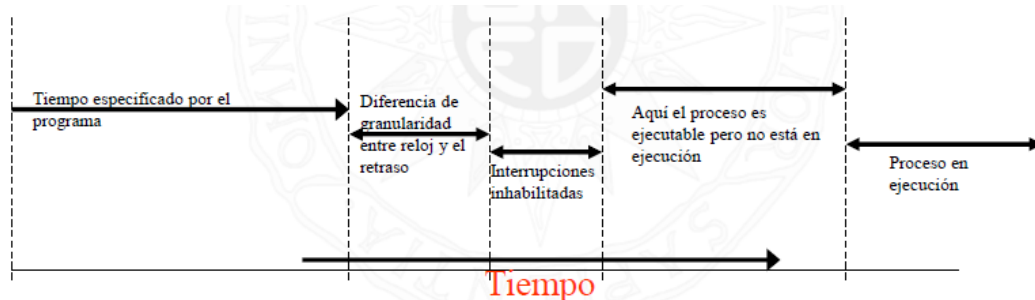 Tiempo especificado por el
programa
Diferencia de
granularidad
entre reloj y el
retraso
Interrupciones
inhabilitadas
Aquí el proceso es
ejecutable pero no está en
ejecución
Proceso en
ejecución
Tiempo